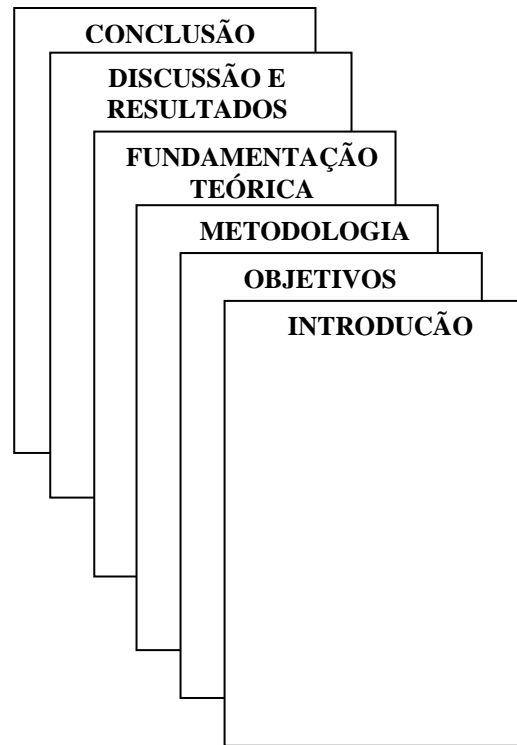 CONCLUSÃO
DISCUSSÃO E
RESULTADOS
FUNDAMENTAÇÃO
TEÓRICA
METODOLOGIA
OBJETIVOS
INTRODUCÃO